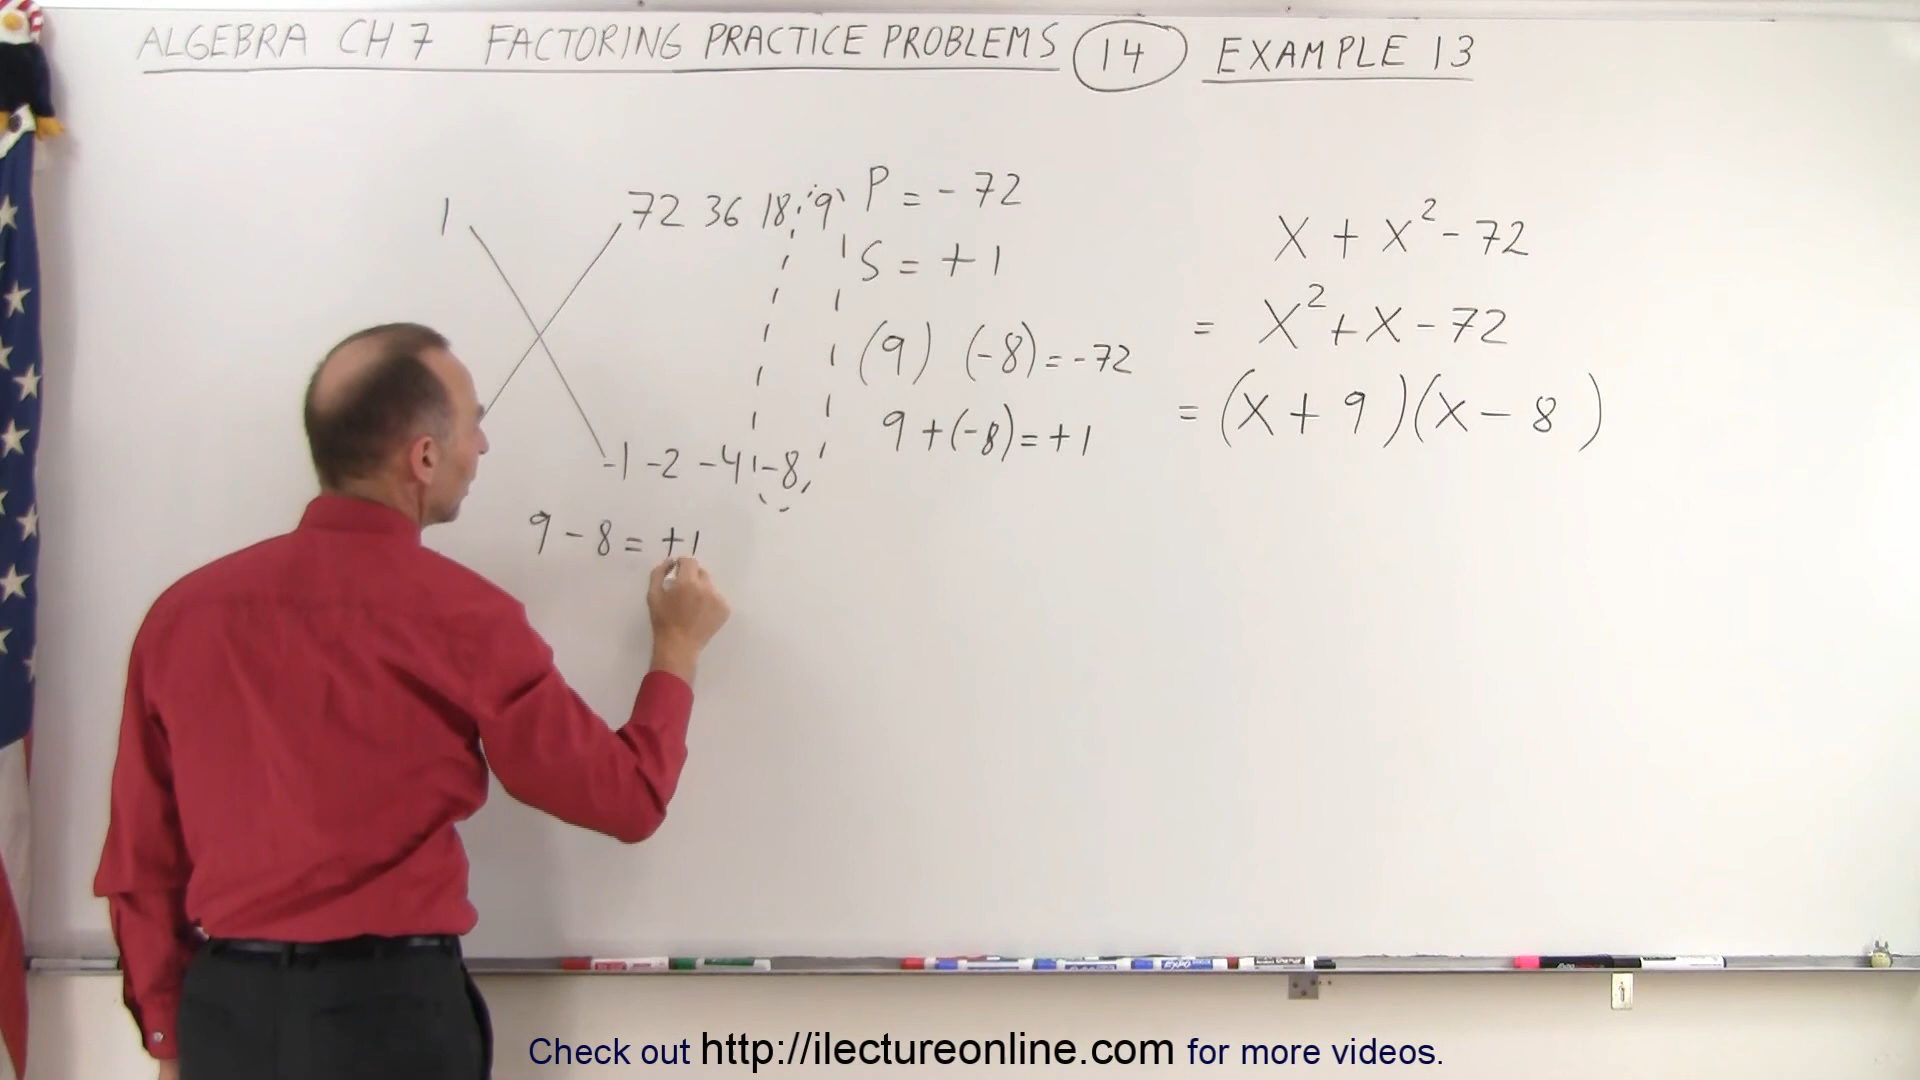 ALGEBRA CH 7 FACTORING PRACTICE PROBLEMS 14 EXAMPLE 13
1 72 36 18 9
-1 -2 -4 -8
9 - 8 = +1
P = - 72
S = + 1
(9) (-8) = -72
9 + (-8) = +1
X + X² - 72
= X² + X - 72
= (X + 9)(X - 8)
EXPO
Check out http://ilectureonline.com for more videos.